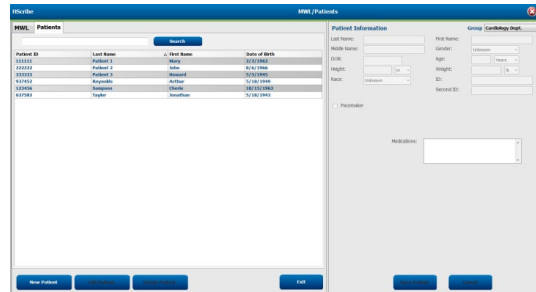 HScribe MWL/Patients
MWL Patients
Search
Patient ID Last Name First Name Date of Birth
111111 Patient 1 Mary 2/2/1962
222222 Patient 2 John 8/4/1966
333333 Patient 3 Howard 5/5/1945
937452 Reynolds Arthur 5/18/1949
123456 Sampson Cherie 10/15/1963
637582 Taylor Jonathan 5/18/1943
New Patient
Exit
Patient Information Group Cardiology Dept.
Last Name: First Name:
Middle Name: Gender: Unknown
DOB: Age: Years
Height: in Weight: lb
Race: Unknown ID:
Second ID:
Pacemaker
Medications: